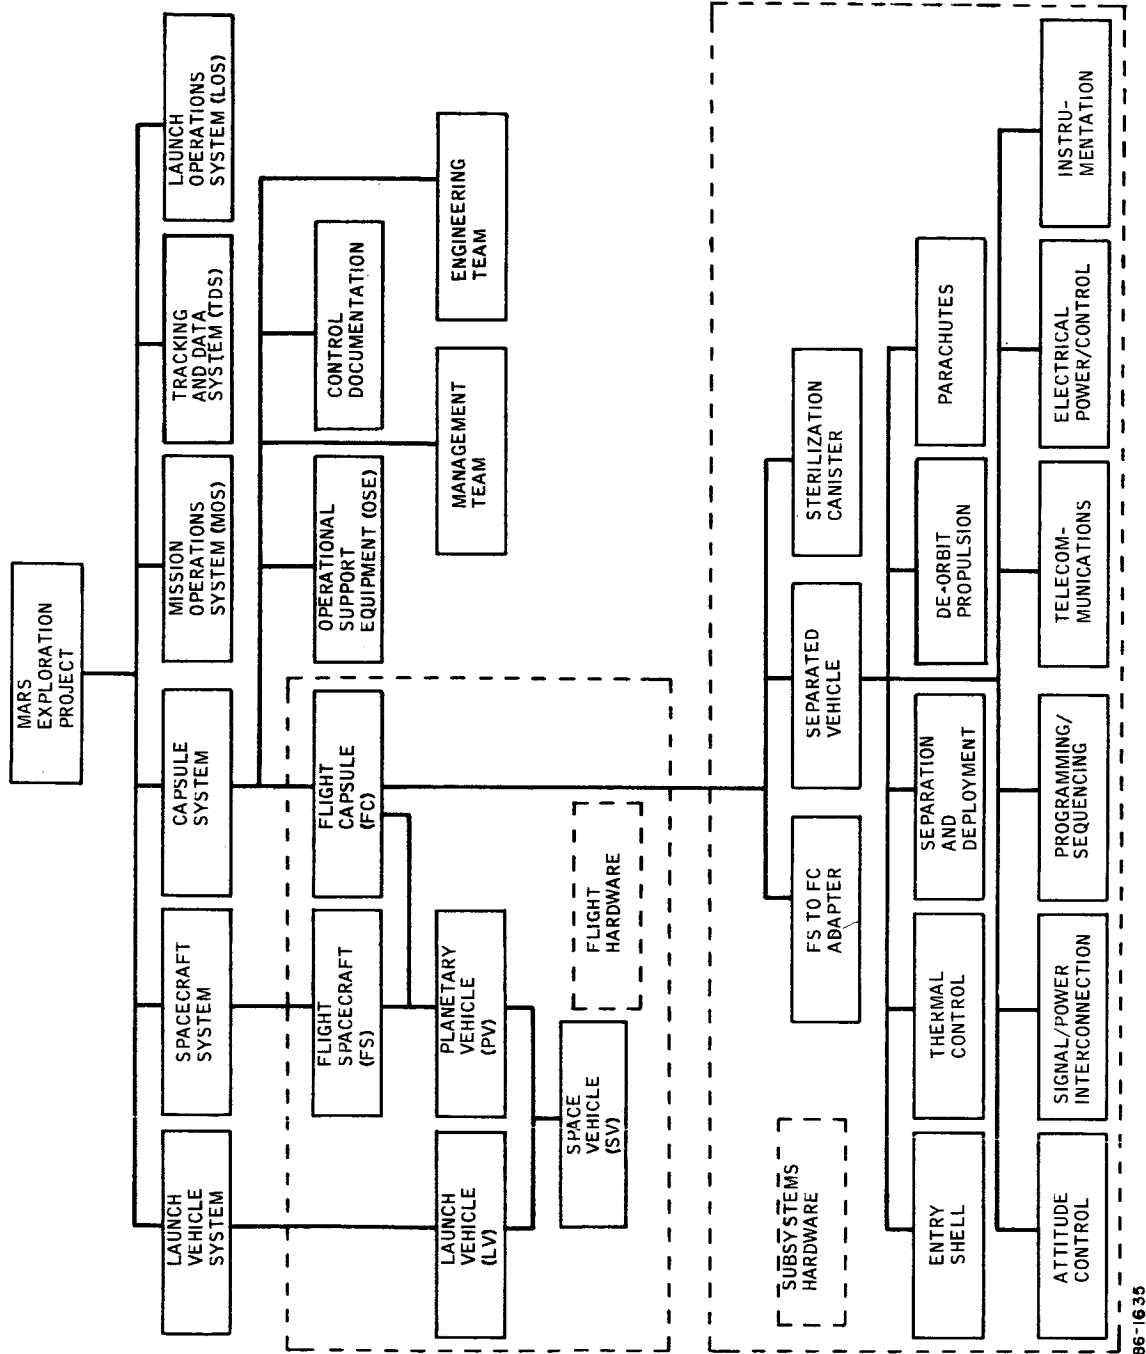 MARS
EXPLORATION
PROJECT
LAUNCH
VEHICLE
SYSTEM
SPACECRAFT
SYSTEM
CAPSULE
SYSTEM
MISSION
OPERATIONS
SYSTEM (MOS)
TRACKING
AND DATA
SYSTEM (TDS)
LAUNCH
OPERATIONS
SYSTEM (LOS)
FLIGHT
SPACECRAFT
(FS)
FLIGHT
CAPSULE
(FC)
OPERATIONAL
SUPPORT
EQUIPMENT (OSE)
CONTROL
DOCUMENTATION
LAUNCH
VEHICLE
(LV)
PLANETARY
VEHICLE
(PV)
MANAGEMENT
TEAM
ENGINEERING
TEAM
SPACE
VEHICLE
(SV)
FLIGHT
HARDWARE
SUBSYSTEMS
HARDWARE
FS TO FC
ADAPTER
SEPARATED
VEHICLE
STERILIZATION
CANISTER
ENTRY
SHELL
THERMAL
CONTROL
SEPARATION
AND
DEPLOYMENT
DE-ORBIT
PROPULSION
PARACHUTES
ATTITUDE
CONTROL
SIGNAL/POWER
INTERCONNECTION
PROGRAMMING/
SEQUENCING
TELECOM-
MUNICATIONS
ELECTRICAL
POWER/CONTROL
INSTRU-
MENTATION
86-1635